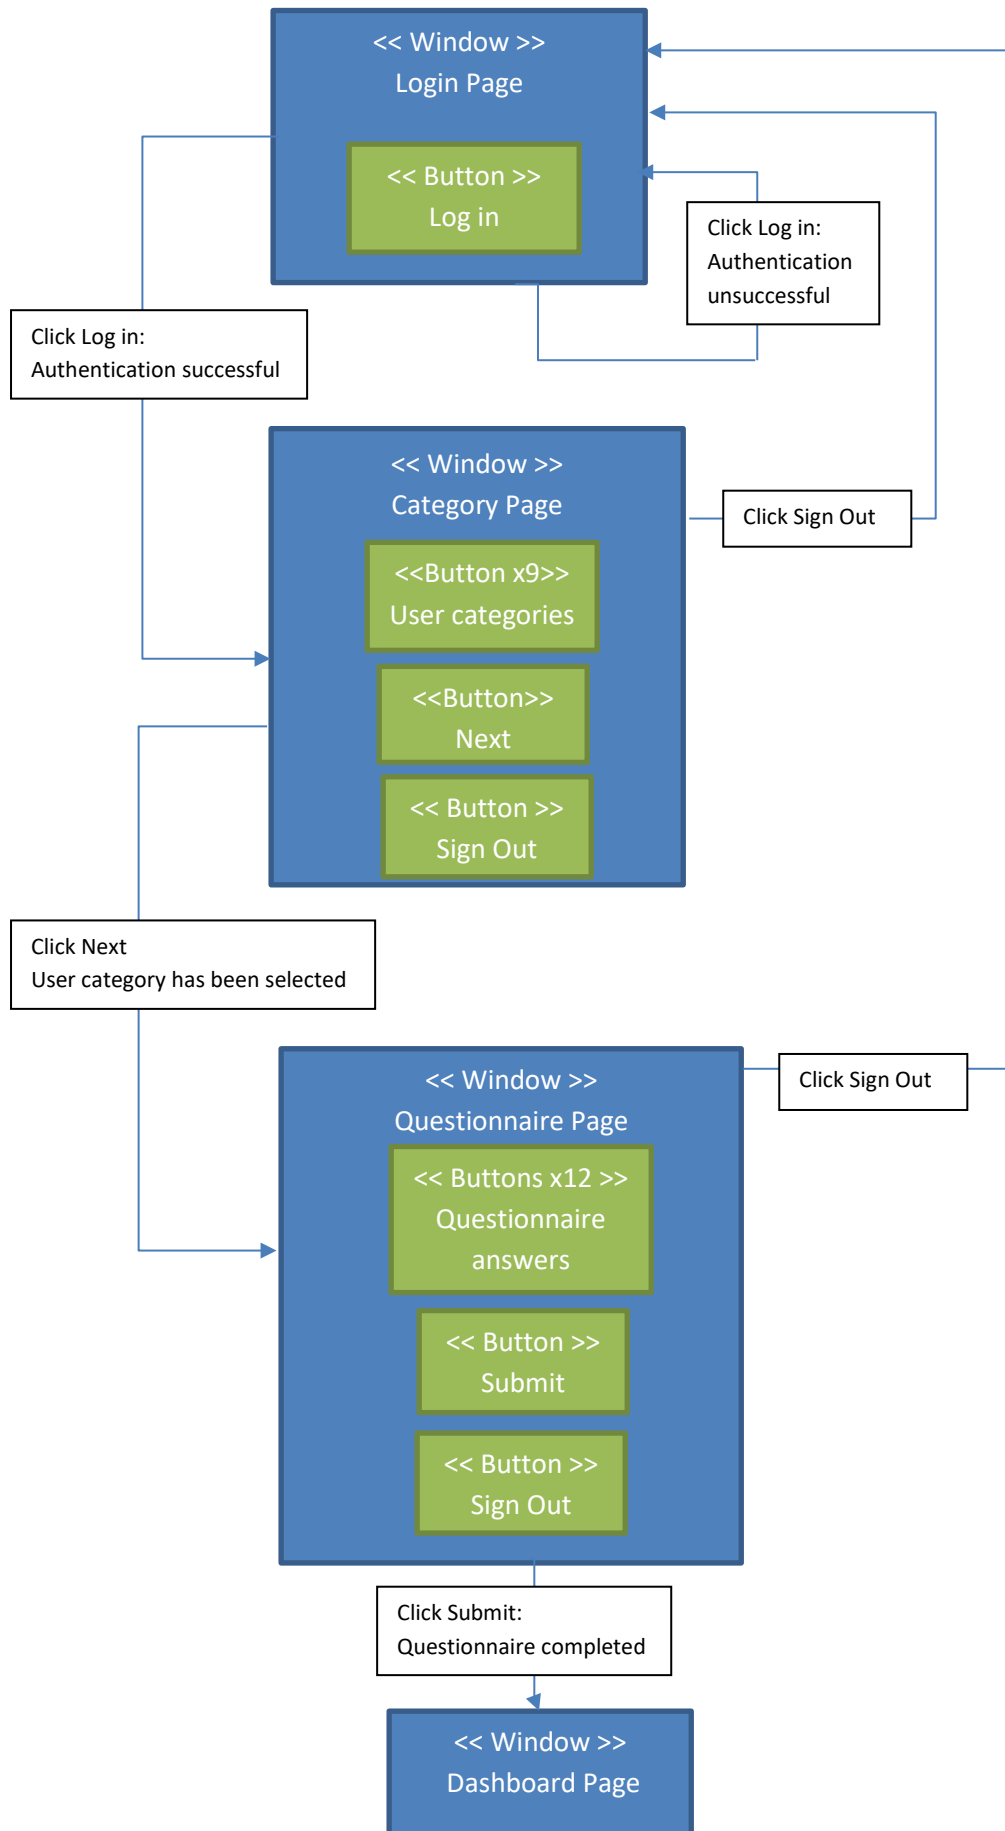 << Window >>
Login Page
<< Button >>
Log in
Click Log in:
Authentication
unsuccessful
Click Log in:
Authentication successful
<< Window >>
Category Page
Click Sign Out
<<Button x9>>
User categories
<<Button>>
Next
<< Button >>
Sign Out
Click Next
User category has been selected
<< Window >>
Questionnaire Page
Click Sign Out
<< Buttons x12 >>
Questionnaire
answers
<< Button >>
Submit
<< Button >>
Sign Out
Click Submit:
Questionnaire completed
<< Window >>
Dashboard Page